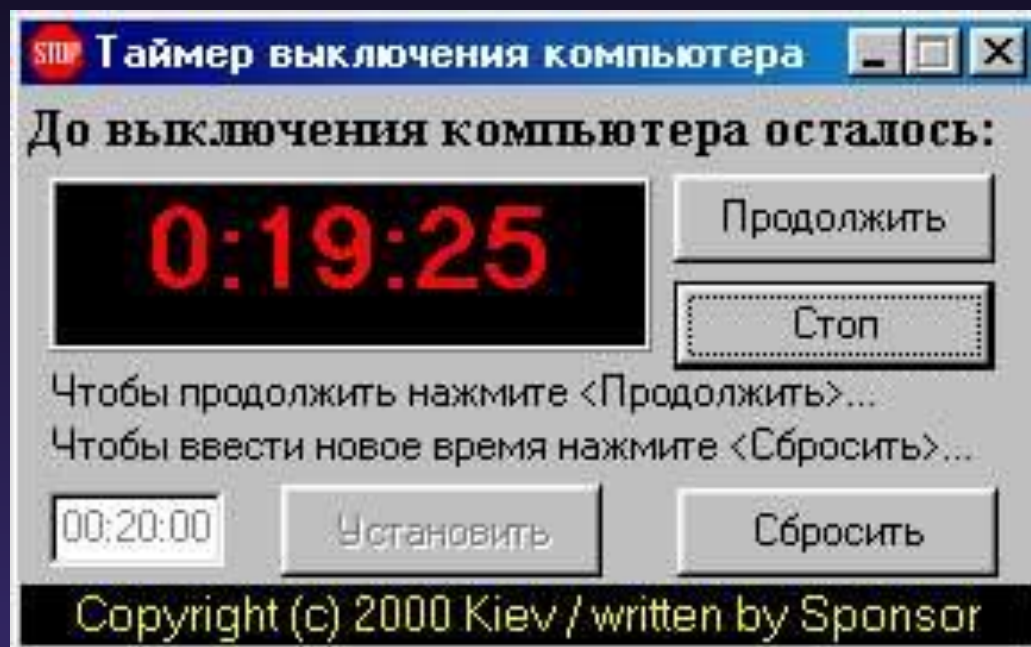 STOP Таймер выключения компьютера
До выключения компьютера осталось:
0:19:25
Продолжить
Стоп
Чтобы продолжить нажмите <Продолжить>...
Чтобы ввести новое время нажмите <Сбросить>...
00:20:00 Установить Сбросить
Copyright (c) 2000 Kiev / written by Sponsor